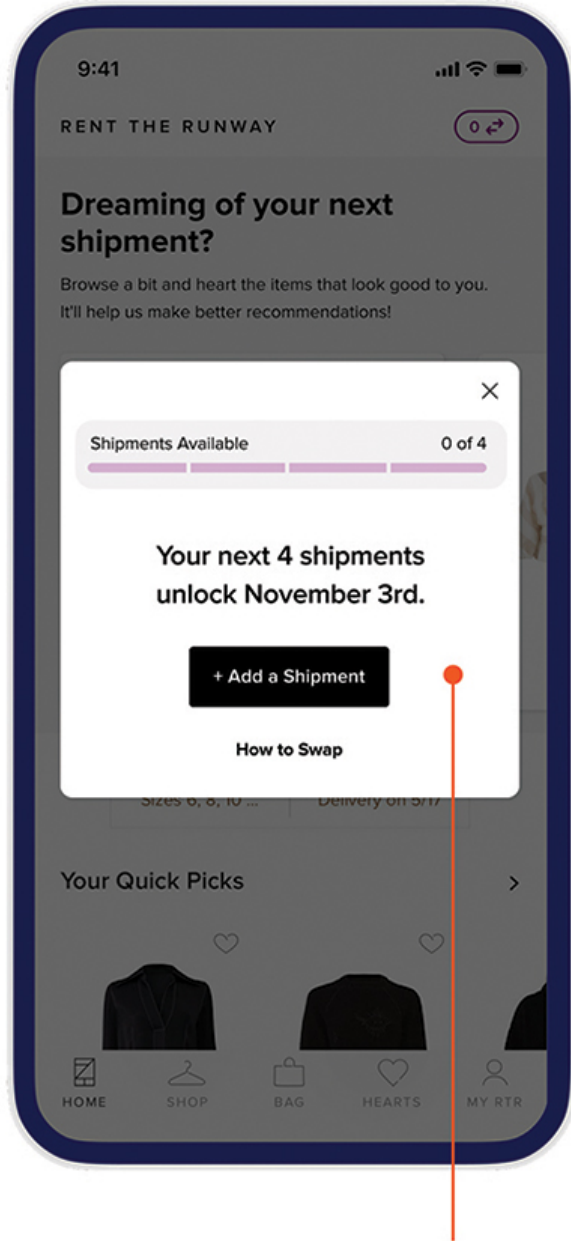 9:41
RENT THE RUNWAY
0
Dreaming of your next
shipment?
Browse a bit and heart the items that look good to you.
It'll help us make better recommendations!
Shipments Available 0 of 4
Your next 4 shipments
unlock November 3rd.
+ Add a Shipment
How to Swap
Sizes 6, 8, 10 ... Delivery on 5/17
Your Quick Picks
HOME SHOP BAG HEARTS MY RTR